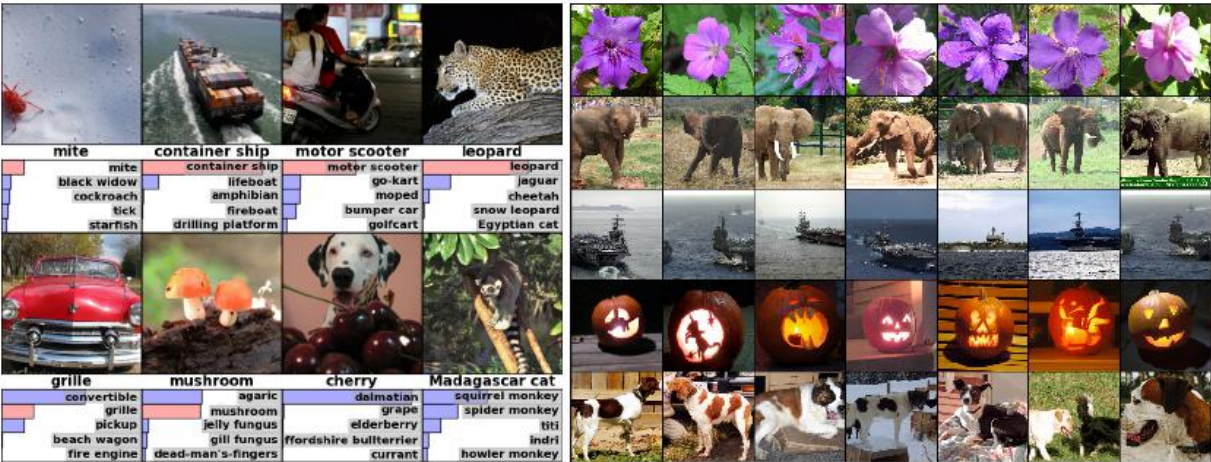 mite
container ship
motor scooter
leopard
mite
black widow
cockroach
tick
starfish
container ship
lifeboat
amphibian
fireboat
drilling platform
motor scooter
go-kart
moped
bumper car
golfcart
leopard
jaguar
cheetah
snow leopard
Egyptian cat
grille
mushroom
cherry
Madagascar cat
convertible
grille
pickup
beach wagon
fire engine
agaric
mushroom
jelly fungus
gill fungus
dead-man's-fingers
dalmatian
grape
elderberry
ffordshire bullterrier
currant
squirrel monkey
spider monkey
titi
indri
howler monkey